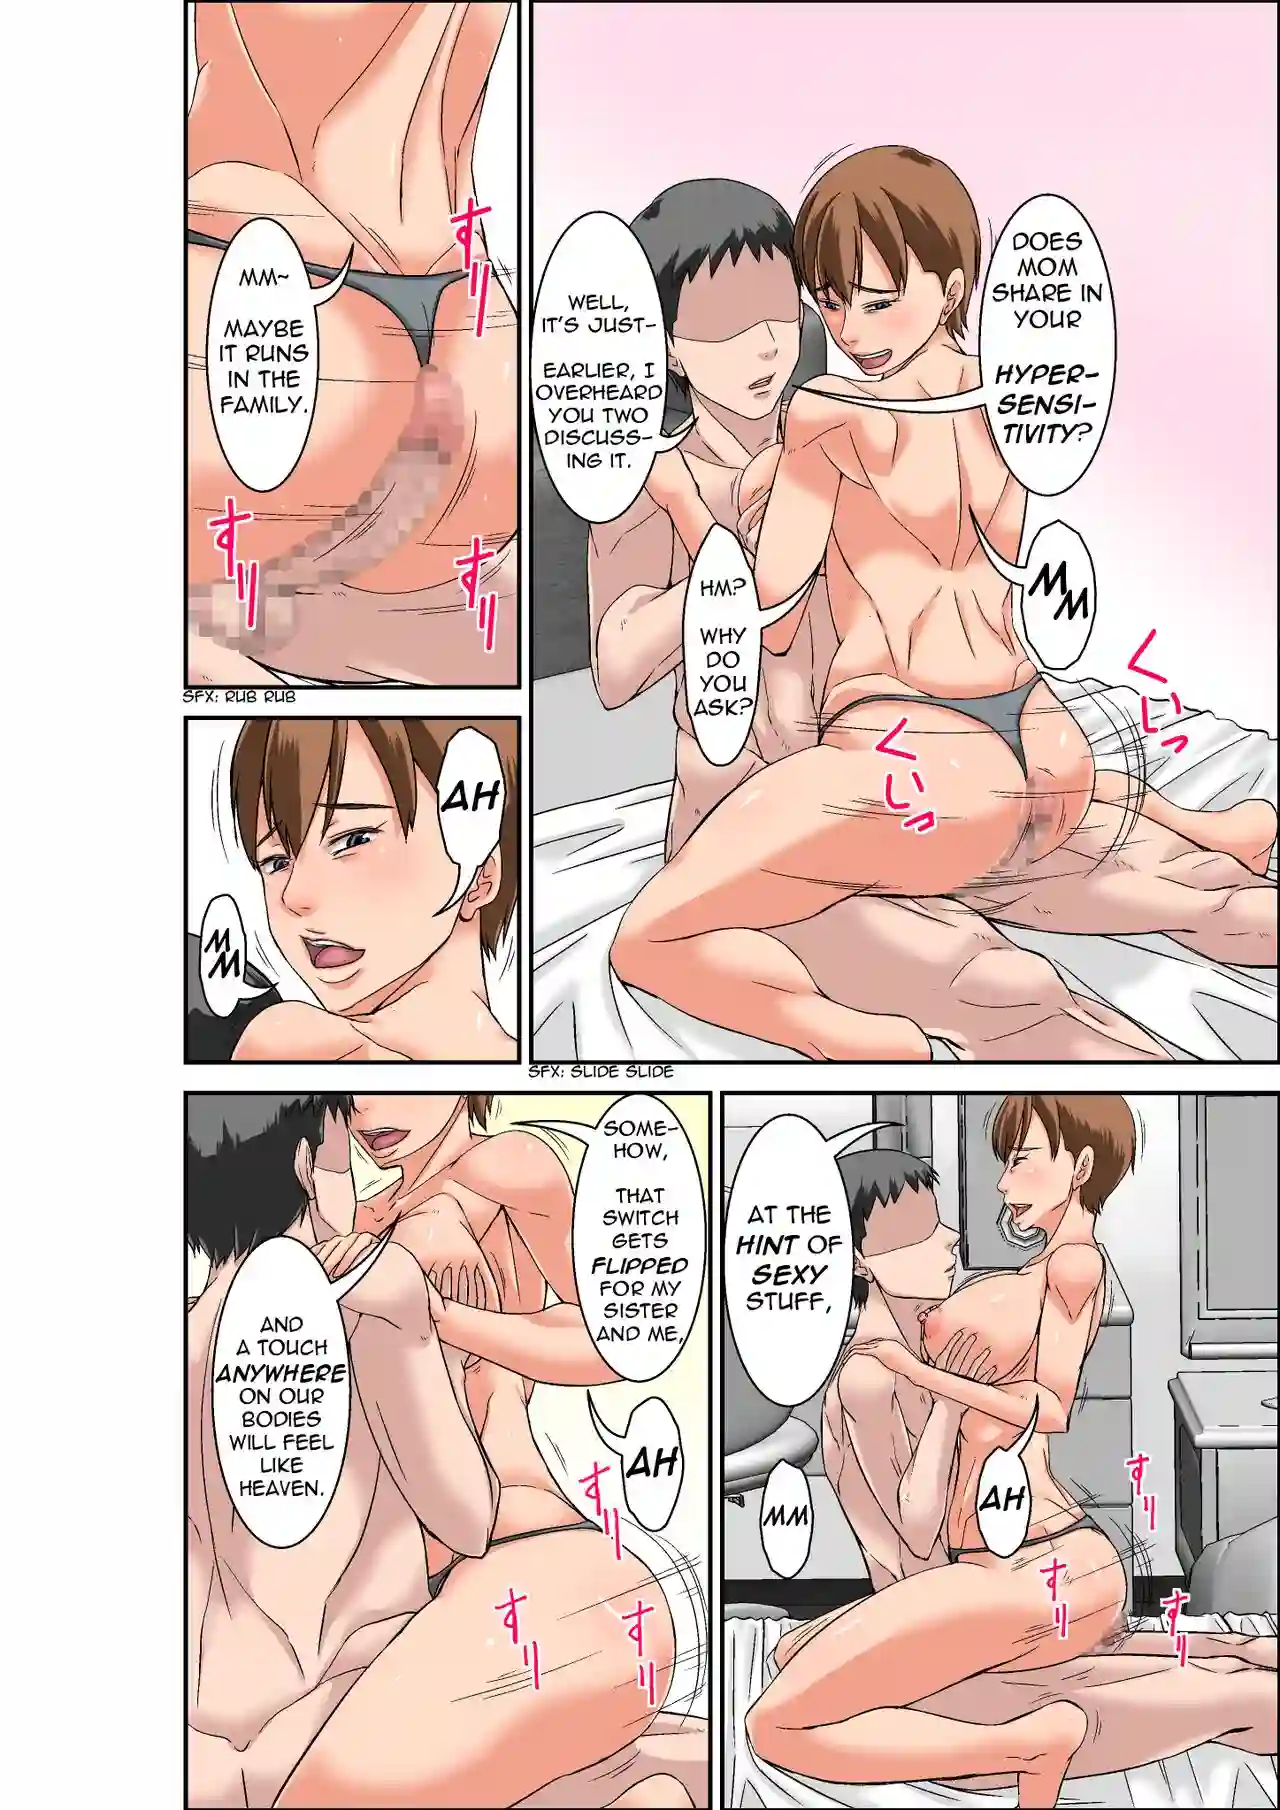 DOES
MOM
SHARE IN
YOUR
HYPER-
SENSI-
TIVITY?
MM
HM?
WHY
DO
YOU
ASK?
WELL,
IT'S JUST-
EARLIER, I
OVERHEARD
YOU TWO
DISCUSS-
ING IT.
くいっ
くいっ
SFX: SLIDE SLIDE
MM~
MAYBE
IT RUNS
IN THE
FAMILY.
すり
すり
すり
SFX: RUB RUB
AH
MM
AT THE
HINT OF
SEXY
STUFF,
AH
MM
すり
すり
すり
SOME-
HOW,
THAT
SWITCH
GETS
FLIPPED
FOR MY
SISTER
AND ME,
AND
A TOUCH
ANYWHERE
ON OUR
BODIES
WILL FEEL
LIKE
HEAVEN.
AH
すり
すり
すり